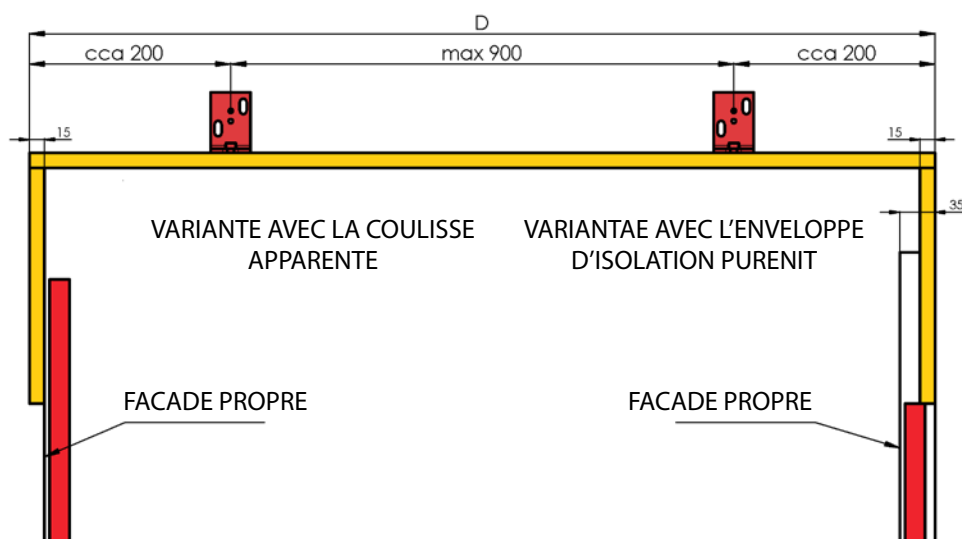 D
cca 200
max 900
cca 200
15
15
35
VARIANTE AVEC LA COULISSE
APPARENTE
VARIANTAE AVEC L'ENVELOPPE
D'ISOLATION PURENIT
FACADE PROPRE
FACADE PROPRE